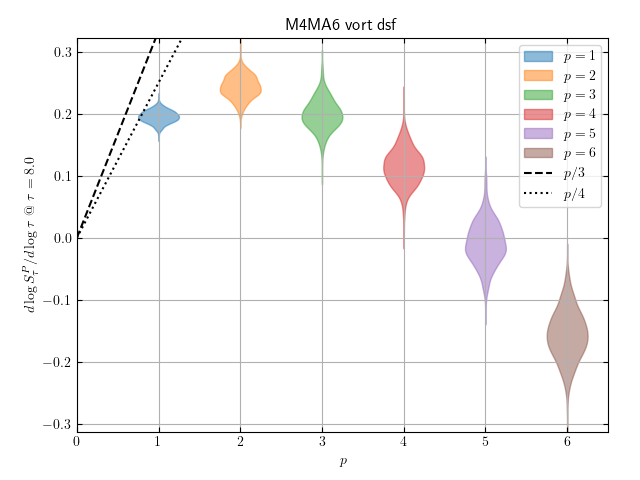 M4MA6 vort dsf
d log S_τ^P / d log τ @ τ = 8.0
0.3
0.2
0.1
0.0
−0.1
−0.2
−0.3
0 1 2 3 4 5 6
p
p = 1
p = 2
p = 3
p = 4
p = 5
p = 6
p/3
p/4